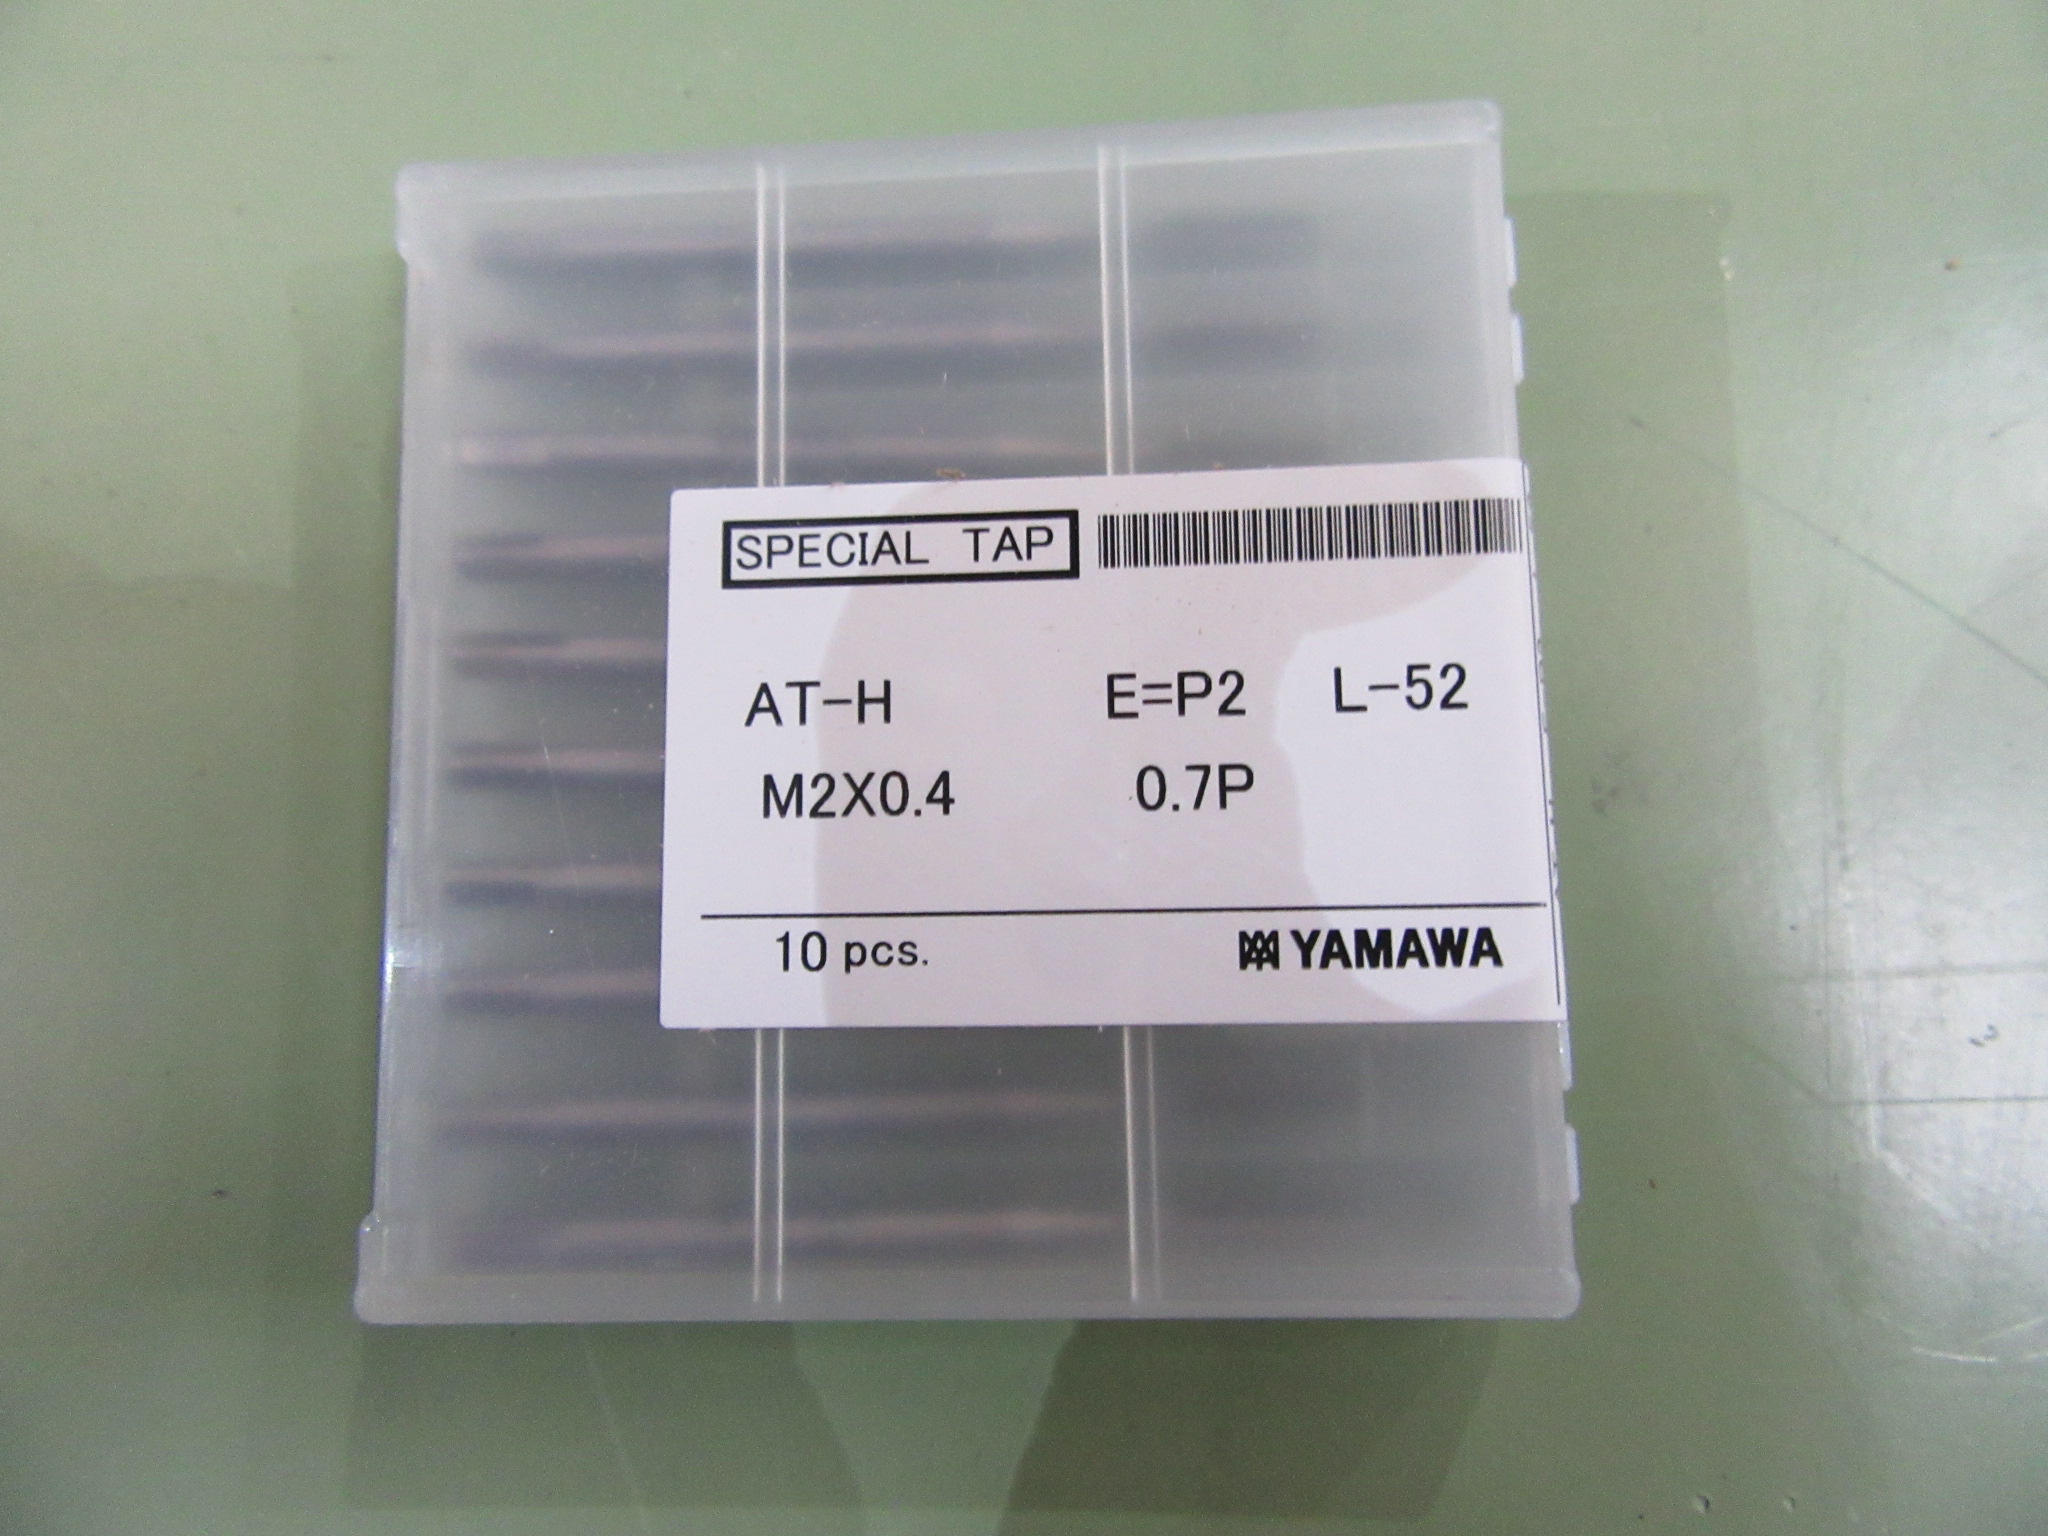 SPECIAL TAP
AT-H E=P2 L-52
M2X0.4 0.7P
10 pcs. YAMAWA